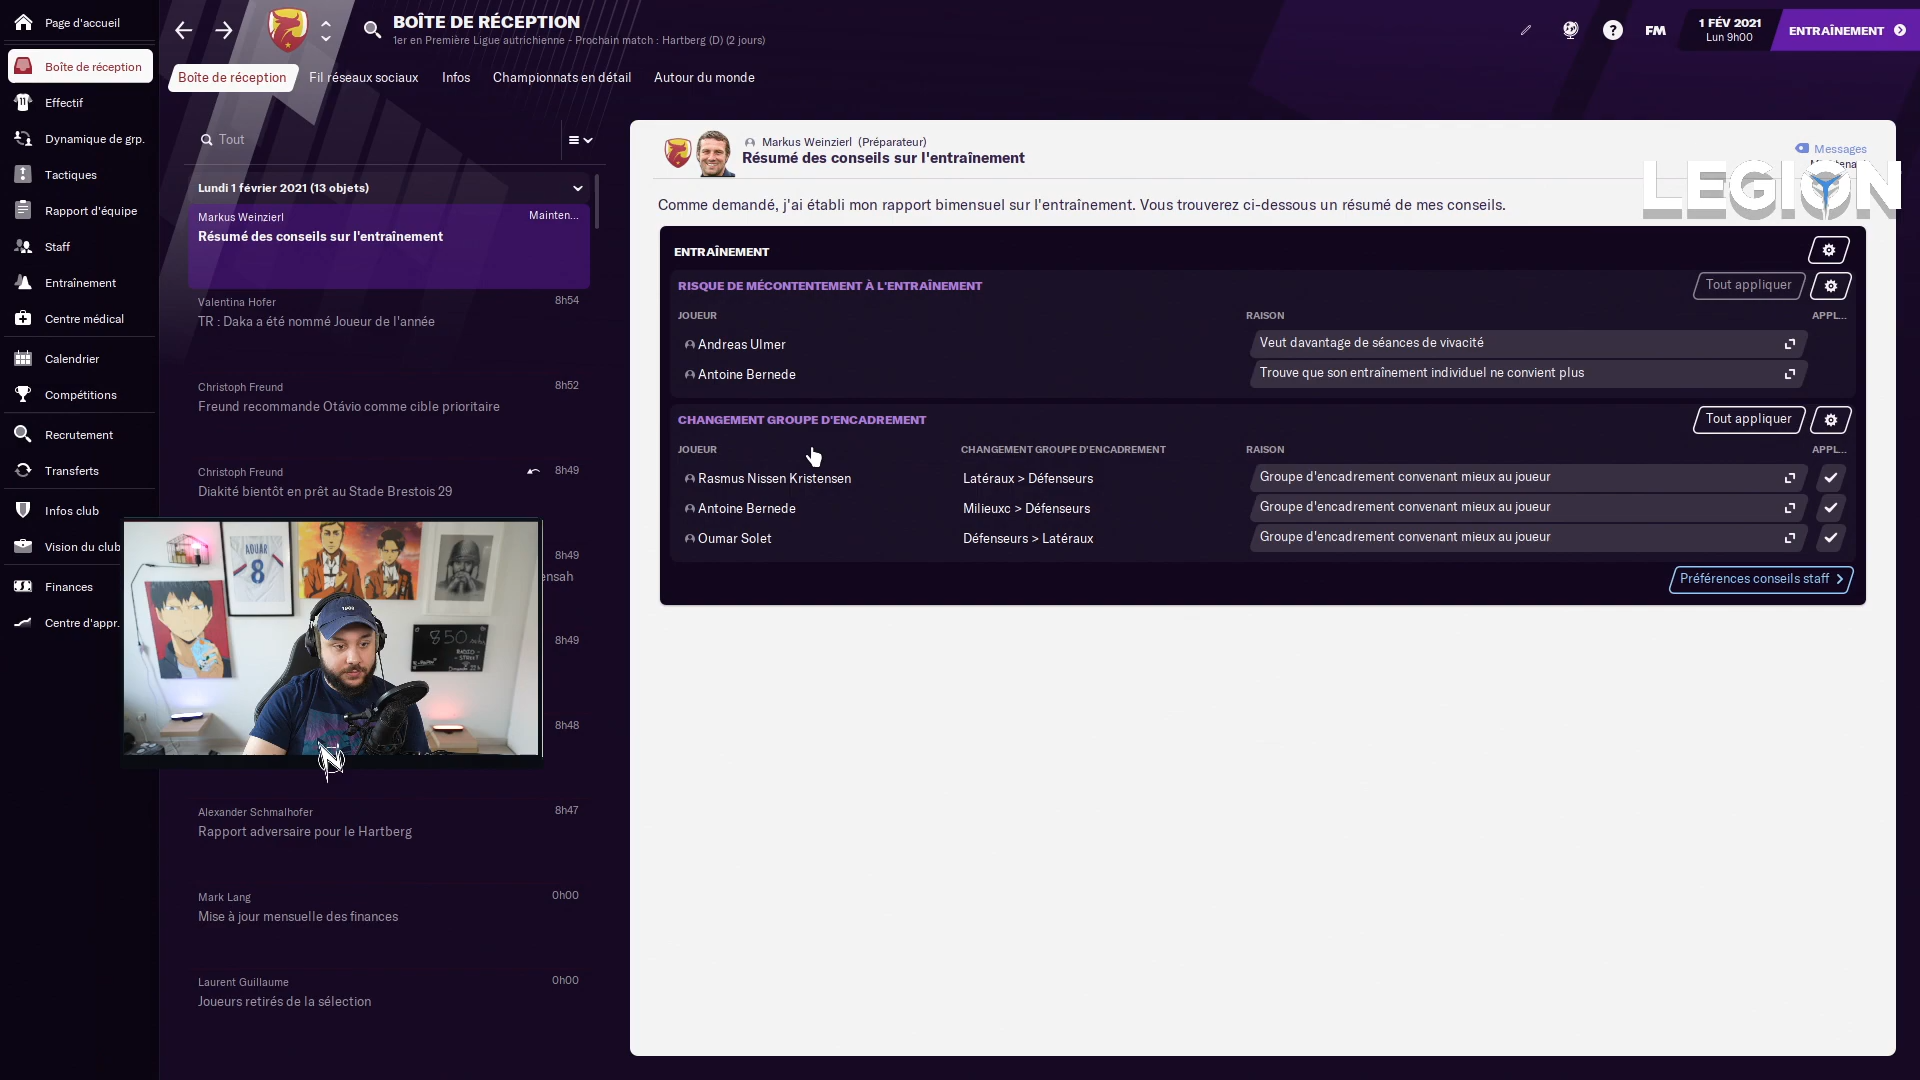 Page d'accueil
Boîte de réception
Effectif
Dynamique de grp.
Tactiques
Rapport d'équipe
Staff
Entraînement
Centre médical
Calendrier
Compétitions
Recrutement
Transferts
Infos club
Vision du club
Finances
Centre d'appr.
BOÎTE DE RÉCEPTION
1er en Première Ligue autrichienne - Prochain match : Hartberg (D) (2 jours)
FM
1 FÉV 2021
Lun 9h00
ENTRAÎNEMENT
Boîte de réception
Fil réseaux sociaux
Infos
Championnats en détail
Autour du monde
Tout
Lundi 1 février 2021 (13 objets)
Markus Weinzierl
Mainten...
Résumé des conseils sur l'entraînement
Valentina Hofer
8h54
TR : Daka a été nommé Joueur de l'année
Christoph Freund
8h52
Freund recommande Otávio comme cible prioritaire
Christoph Freund
8h49
Diakité bientôt en prêt au Stade Brestois 29
8h49
ensah
8h49
8h48
Alexander Schmalhofer
8h47
Rapport adversaire pour le Hartberg
Mark Lang
0h00
Mise à jour mensuelle des finances
Laurent Guillaume
0h00
Joueurs retirés de la sélection
AOUAR
8
Markus Weinzierl (Préparateur)
Résumé des conseils sur l'entraînement
Messages
LEGION
Comme demandé, j'ai établi mon rapport bimensuel sur l'entraînement. Vous trouverez ci-dessous un résumé de mes conseils.
ENTRAÎNEMENT
RISQUE DE MÉCONTENTEMENT À L'ENTRAÎNEMENT
Tout appliquer
JOUEUR
RAISON
APPL...
Andreas Ulmer
Veut davantage de séances de vivacité
Antoine Bernede
Trouve que son entraînement individuel ne convient plus
CHANGEMENT GROUPE D'ENCADREMENT
Tout appliquer
JOUEUR
CHANGEMENT GROUPE D'ENCADREMENT
RAISON
APPL...
Rasmus Nissen Kristensen
Latéraux > Défenseurs
Groupe d'encadrement convenant mieux au joueur
Antoine Bernede
Milieuxc > Défenseurs
Groupe d'encadrement convenant mieux au joueur
Oumar Solet
Défenseurs > Latéraux
Groupe d'encadrement convenant mieux au joueur
Préférences conseils staff